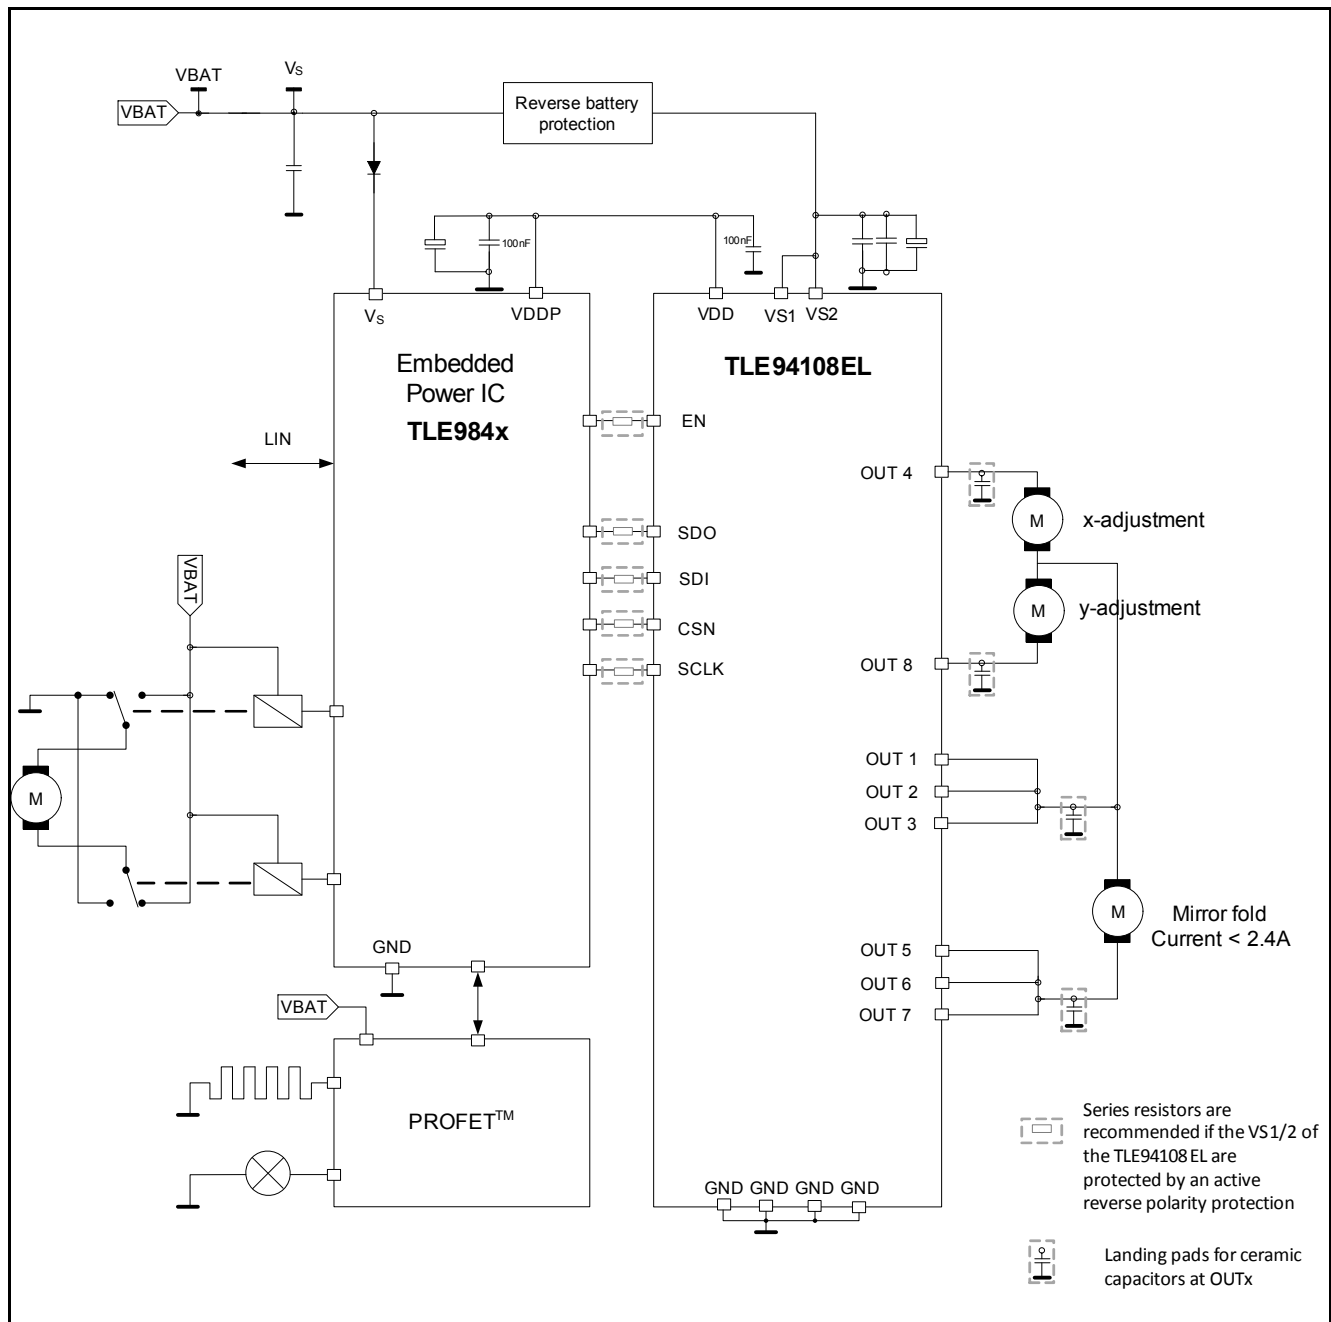 VBAT
VS
VBAT
Reverse battery
protection
100nF
100nF
VS
VDDP
VDD
VS1
VS2
Embedded
Power IC
TLE984x
TLE94108EL
LIN
EN
OUT 4
M
x-adjustment
SDO
SDI
CSN
SCLK
VBAT
M
y-adjustment
OUT 8
M
OUT 1
OUT 2
OUT 3
M
Mirror fold
Current < 2.4A
GND
OUT 5
OUT 6
OUT 7
VBAT
PROFET™
GND GND GND GND
Series resistors are
recommended if the VS1/2 of
the TLE94108EL are
protected by an active
reverse polarity protection
Landing pads for ceramic
capacitors at OUTx